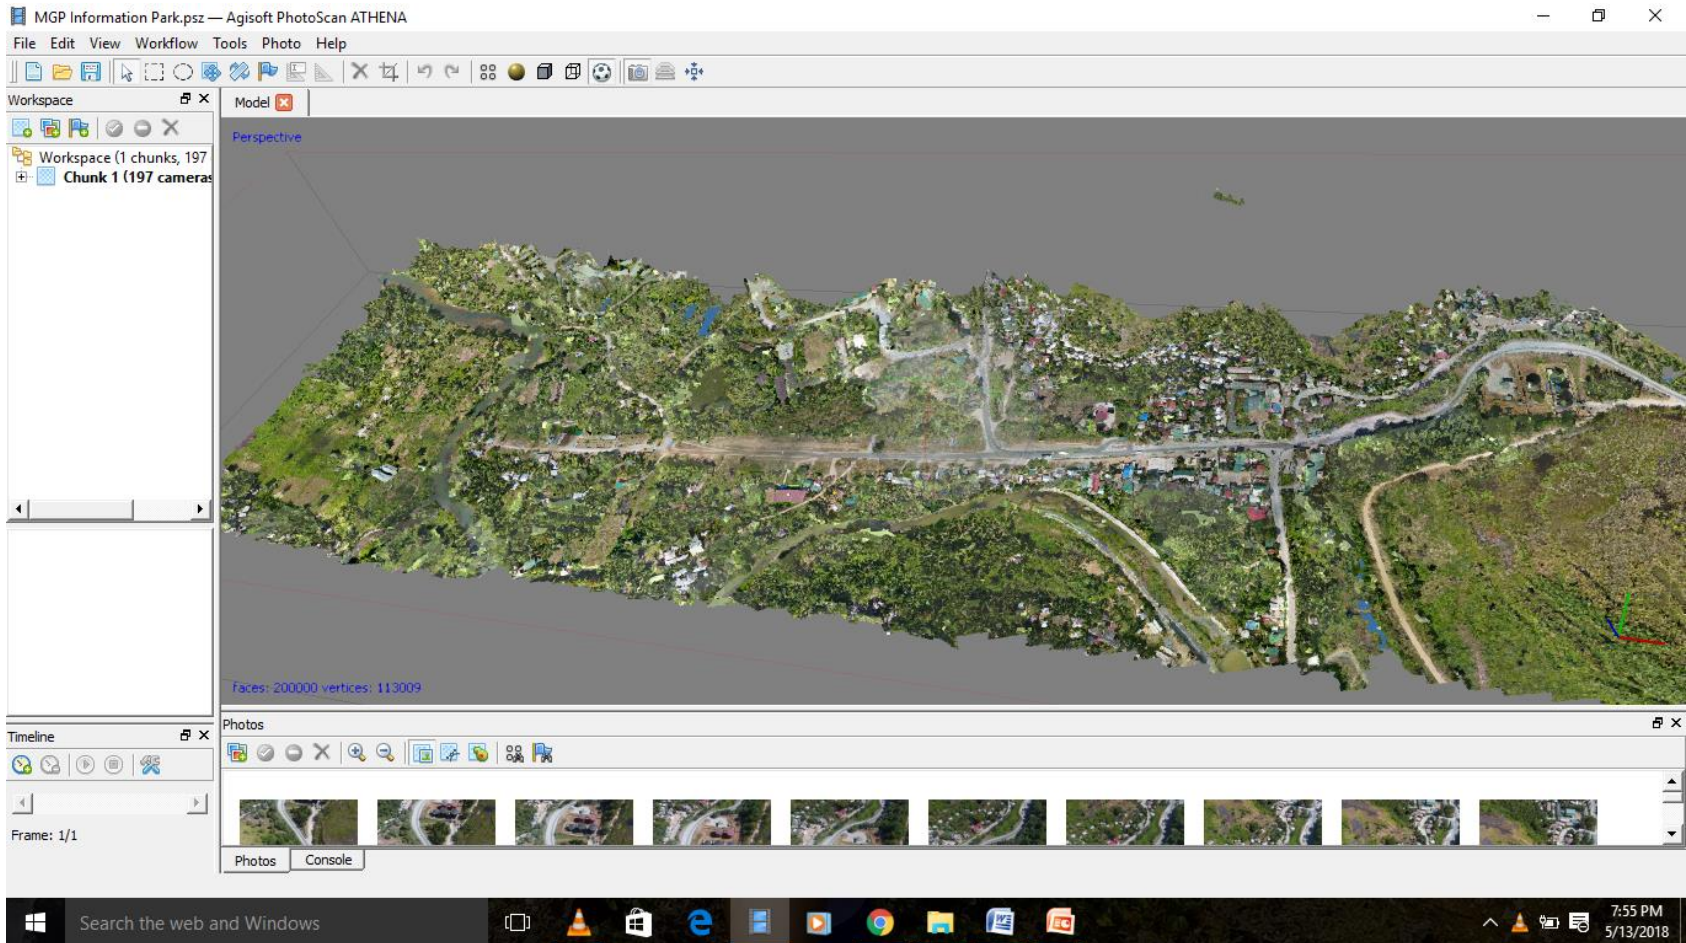 MGP Information Park.psz — Agisoft PhotoScan ATHENA
File Edit View Workflow Tools Photo Help
Workspace
Model
Perspective
Workspace (1 chunks, 197
Chunk 1 (197 cameras
faces: 200000 vertices: 113009
Photos
Timeline
Frame: 1/1
Photos Console
Search the web and Windows
7:55 PM
5/13/2018